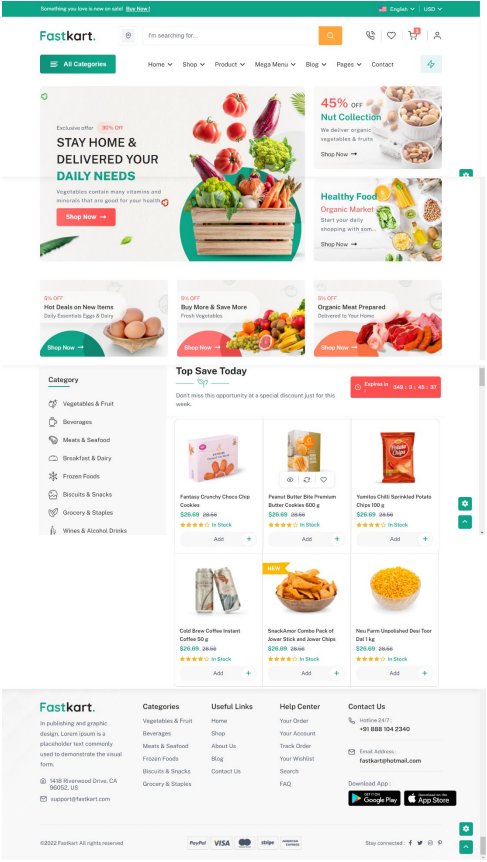 Something you love is now on sale! Buy Now !
English
USD
Fastkart.
I'm searching for...
All Categories
Home
Shop
Product
Mega Menu
Blog
Pages
Contact
Exclusive offer 30% Off
STAY HOME &
DELIVERED YOUR
DAILY NEEDS
Vegetables contain many vitamins and
minerals that are good for your health.
Shop Now →
45% OFF
Nut Collection
We deliver organic
vegetables & fruits
Shop Now →
Healthy Food
Organic Market
Start your daily
shopping with som...
Shop Now →
5% OFF
Hot Deals on New Items
Daily Essentials Eggs & Dairy
Shop Now →
5% OFF
Buy More & Save More
Fresh Vegetables
Shop Now →
5% OFF
Organic Meat Prepared
Delivered to Your Home
Shop Now →
Category
Vegetables & Fruit
Beverages
Meats & Seafood
Breakfast & Dairy
Frozen Foods
Biscuits & Snacks
Grocery & Staples
Wines & Alcohol Drinks
Top Save Today
Don't miss this opportunity at a special discount just for this
week.
Expires in
: 349 : 3 : 45 : 37
Fantasy Crunchy Choco Chip
Cookies
$26.69 28.56
In Stock
Add +
Peanut Butter Bite Premium
Butter Cookies 600 g
$26.69 28.56
In Stock
Add +
Potato
Chips
Yumitos Chilli Sprinkled Potato
Chips 100 g
$26.69 28.56
In Stock
Add +
Cold Brew Coffee Instant
Coffee 50 g
$26.69 28.56
In Stock
Add +
NEW
SnackAmor Combo Pack of
Jowar Stick and Jowar Chips
$26.69 28.56
In Stock
Add +
Neu Farm Unpolished Desi Toor
Dal 1 kg
$26.69 28.56
In Stock
Add +
Fastkart.
In publishing and graphic
design, Lorem ipsum is a
placeholder text commonly
used to demonstrate the visual
form.
1418 Riverwood Drive, CA
96052, US
support@fastkart.com
Categories
Vegetables & Fruit
Beverages
Meats & Seafood
Frozen Foods
Biscuits & Snacks
Grocery & Staples
Useful Links
Home
Shop
About Us
Blog
Contact Us
Help Center
Your Order
Your Account
Track Order
Your Wishlist
Search
FAQ
Contact Us
Hotline 24/7 :
+91 888 104 2340
Email Address :
fastkart@hotmail.com
Download App :
GET IT ON
Google Play
Download on the
App Store
©2022 Fastkart All rights reserved
PayPal
VISA
stripe
AMERICAN
EXPRESS
Stay connected :